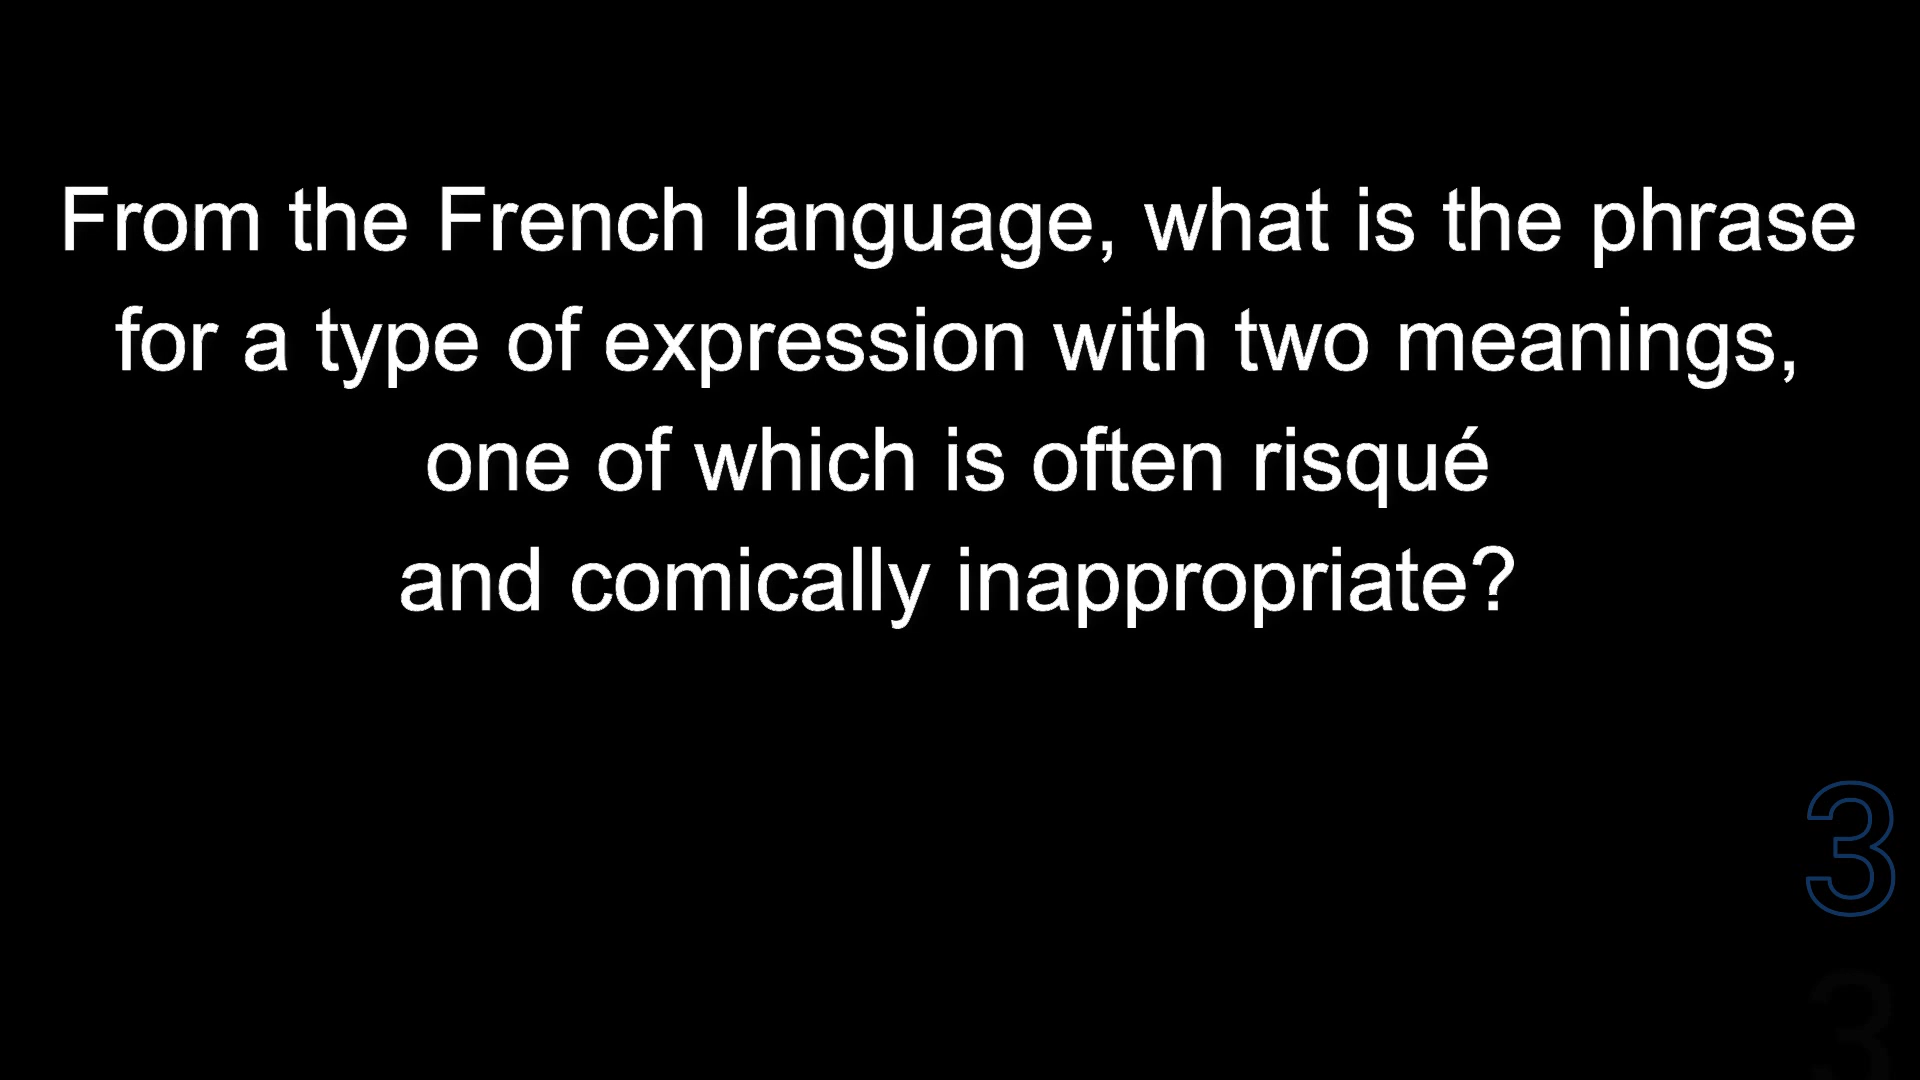 From the French language, what is the phrase
for a type of expression with two meanings,
one of which is often risqué
and comically inappropriate?
3
3